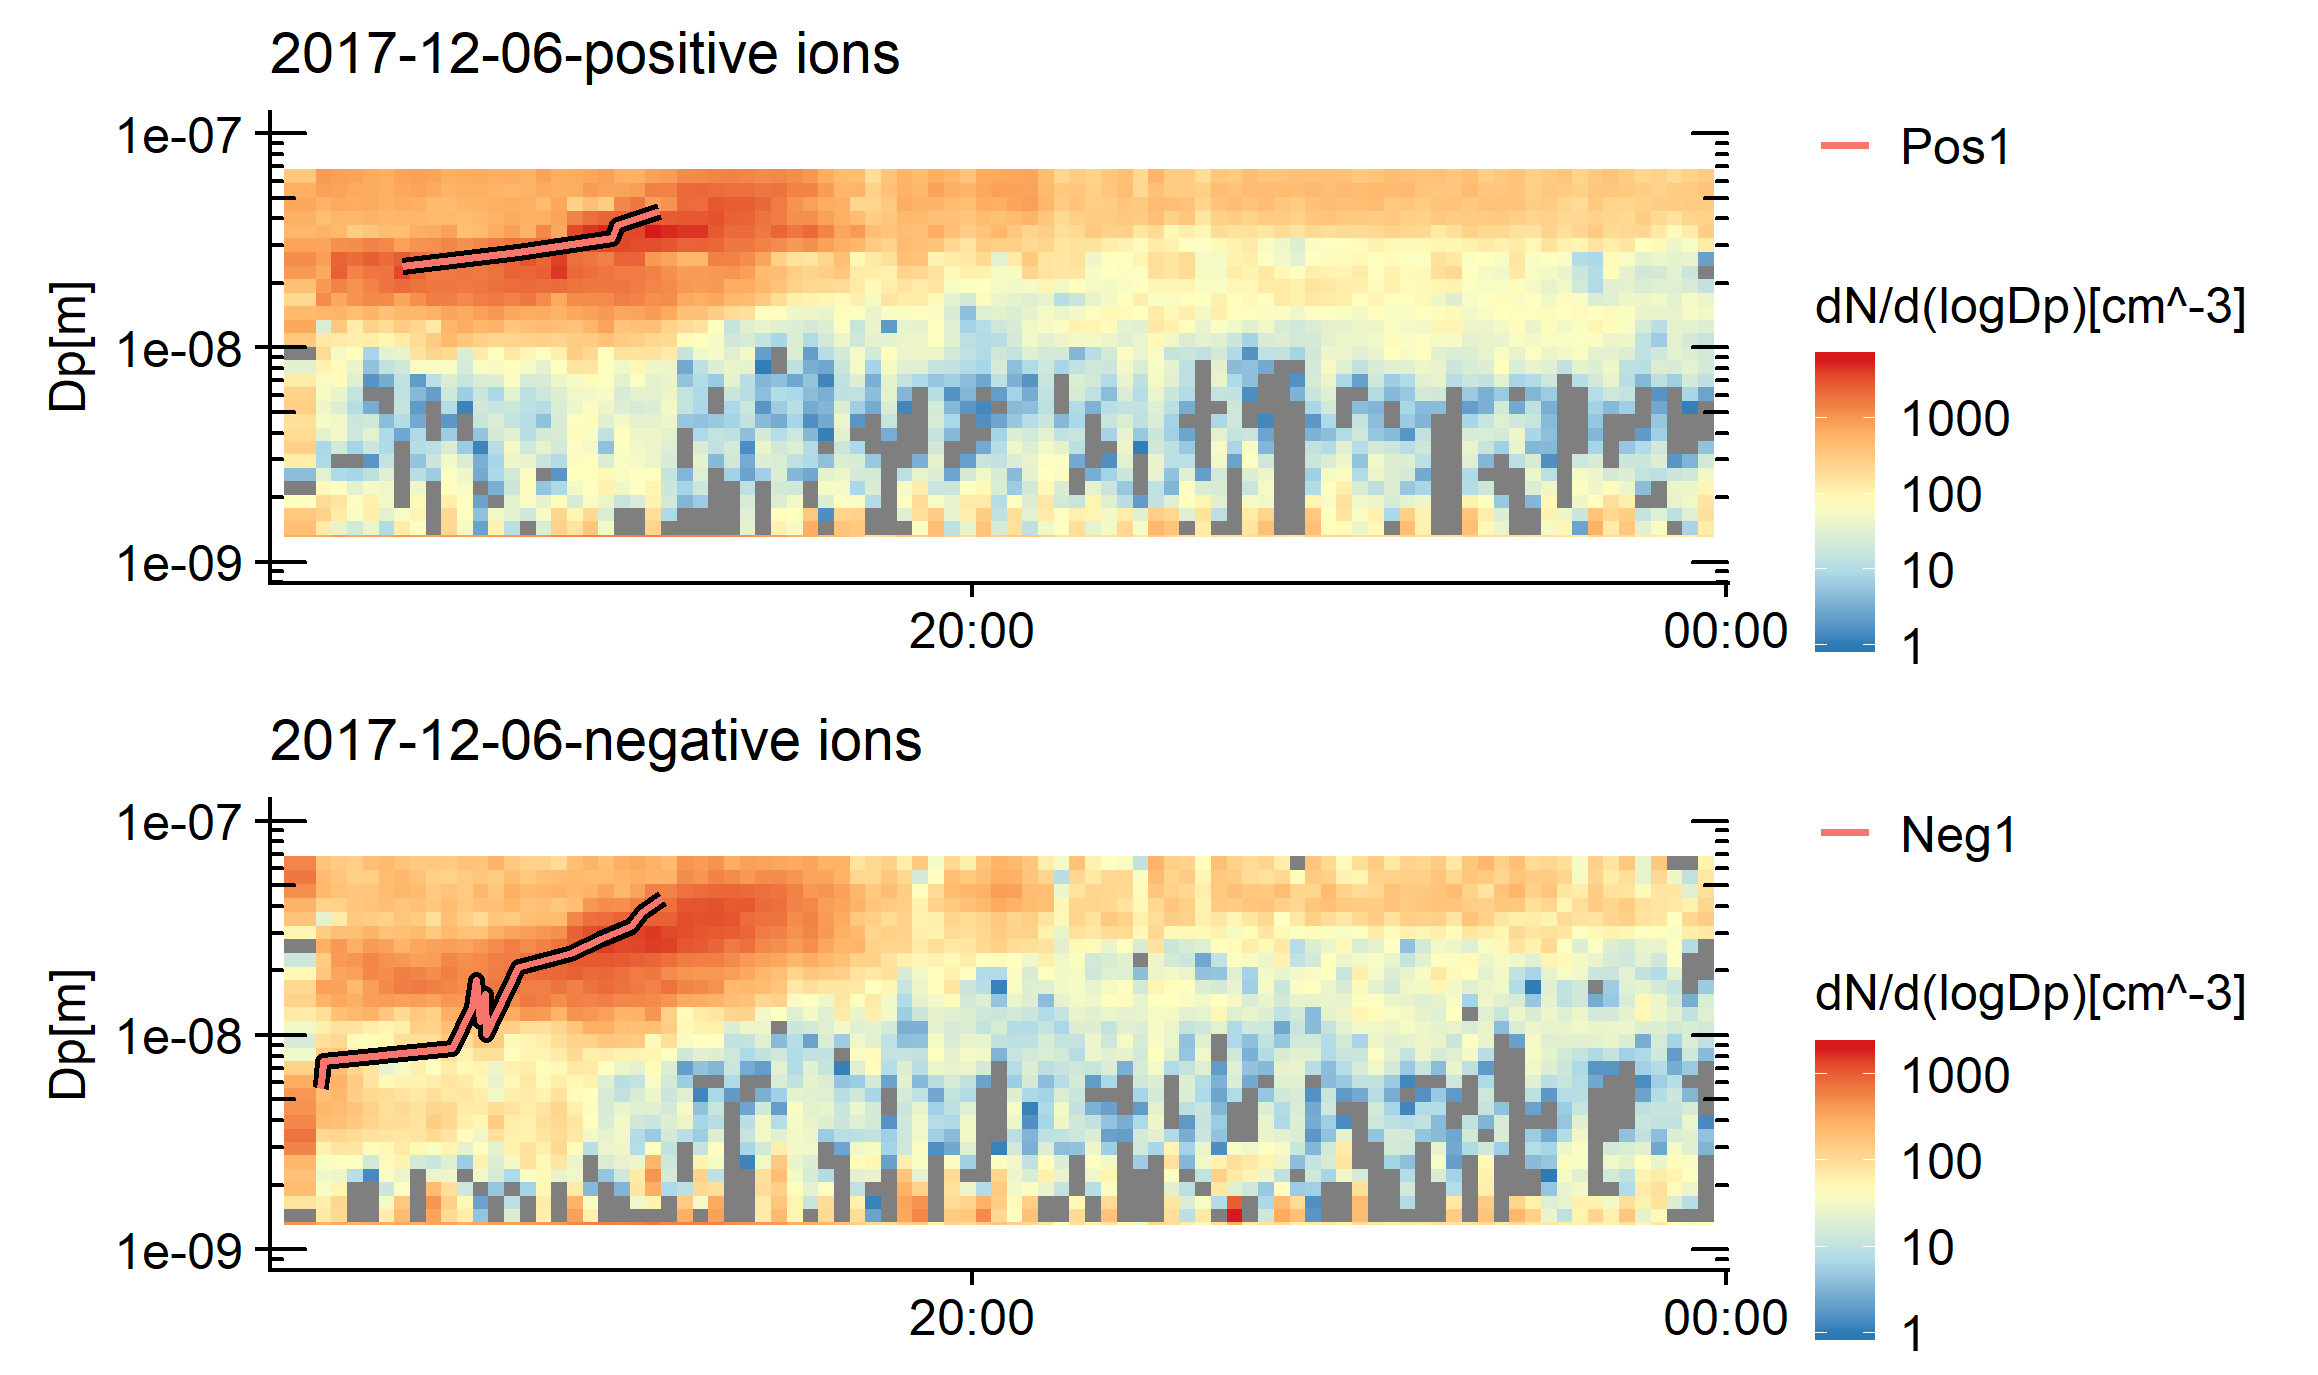 2017-12-06-positive ions
1e-07
1e-08
1e-09
Dp[m]
20:00
00:00
Pos1
dN/d(logDp)[cm^-3]
1000
100
10
1
2017-12-06-negative ions
1e-07
1e-08
1e-09
Dp[m]
20:00
00:00
Neg1
dN/d(logDp)[cm^-3]
1000
100
10
1